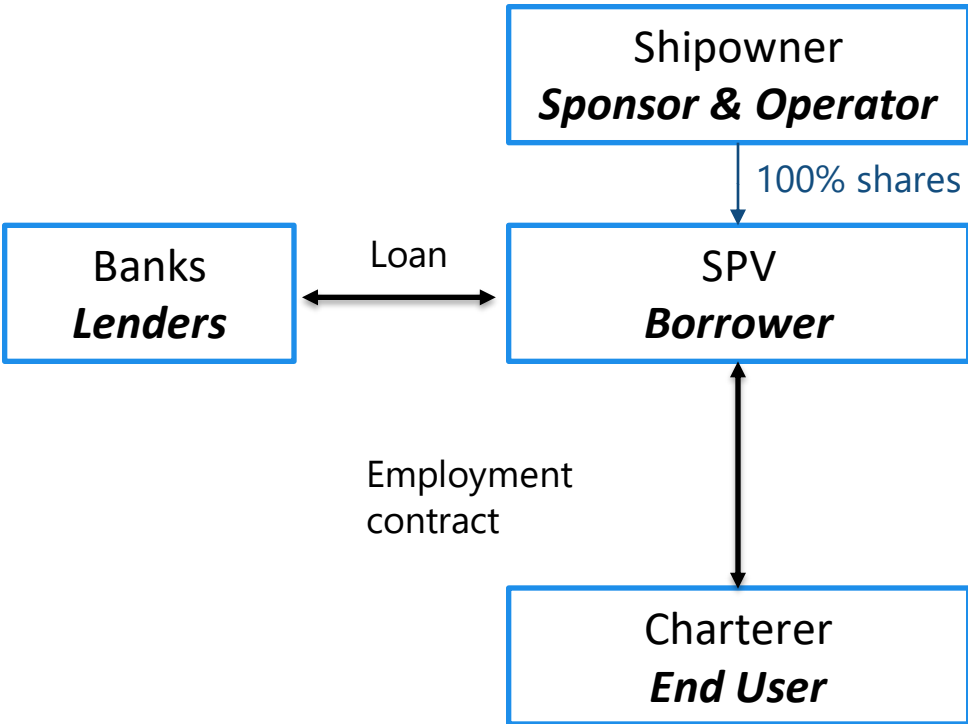 Shipowner
Sponsor & Operator
100% shares
Banks
Lenders
Loan
SPV
Borrower
Employment
contract
Charterer
End User